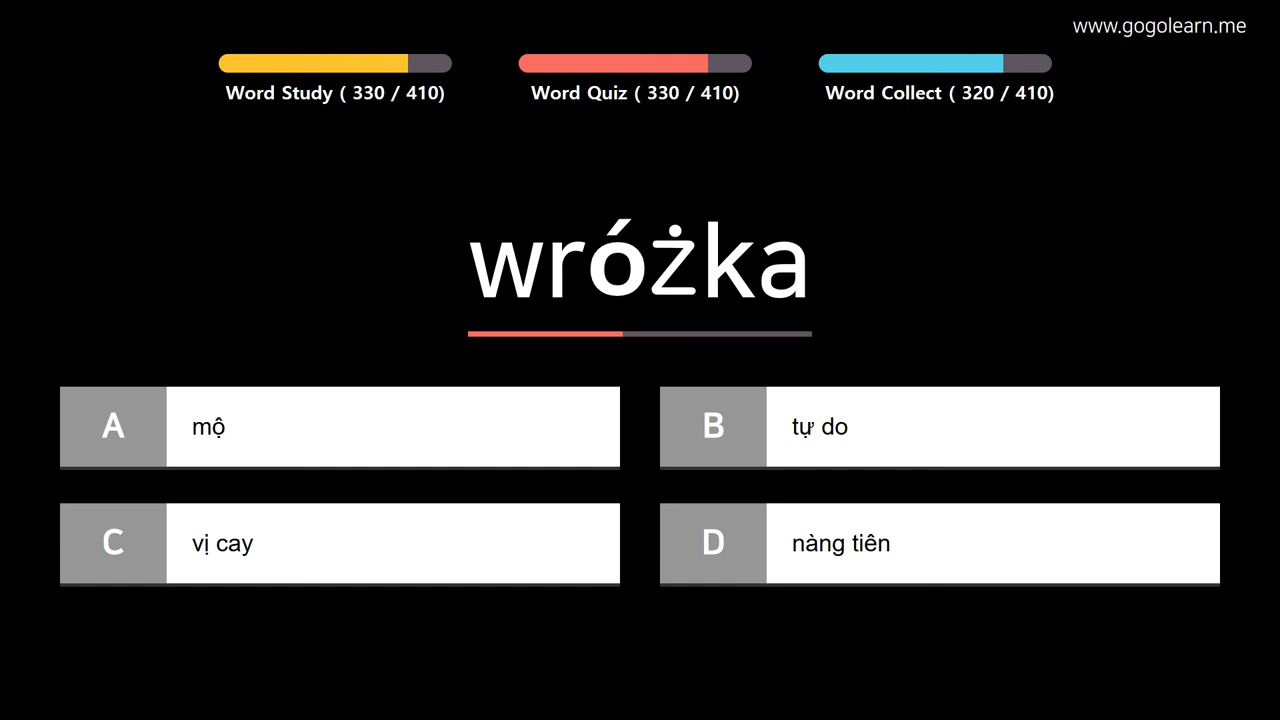 www.gogolearn.me
Word Study ( 330 / 410)
Word Quiz ( 330 / 410)
Word Collect ( 320 / 410)
wróżka
A mộ
B tự do
C vị cay
D nàng tiên